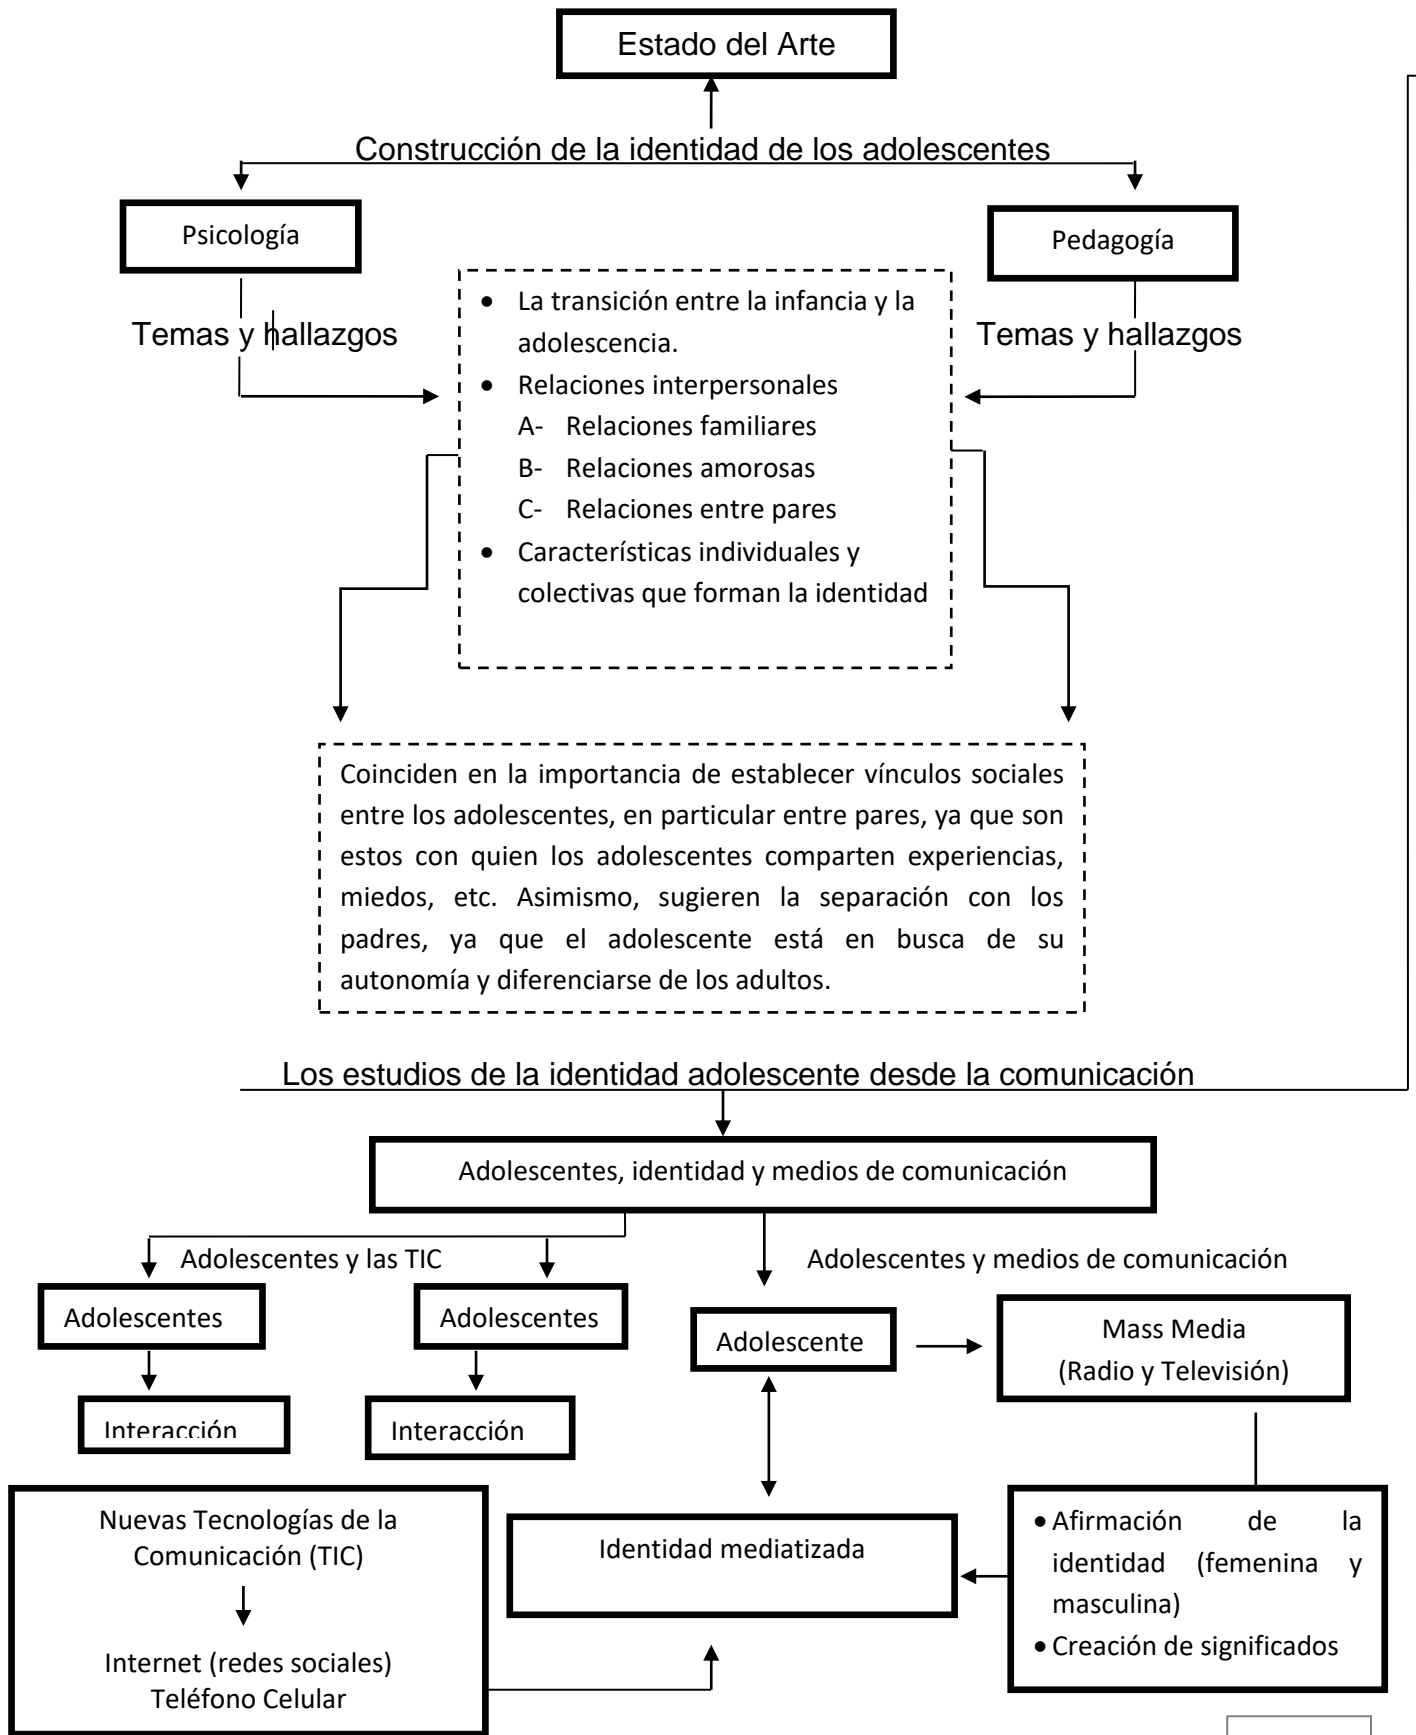 Estado del Arte
Construcción de la identidad de los adolescentes
Psicología
Pedagogía
Temas y hallazgos
Temas y hallazgos
• La transición entre la infancia y la
adolescencia.
• Relaciones interpersonales
A- Relaciones familiares
B- Relaciones amorosas
C- Relaciones entre pares
• Características individuales y
colectivas que forman la identidad
Coinciden en la importancia de establecer vínculos sociales
entre los adolescentes, en particular entre pares, ya que son
estos con quien los adolescentes comparten experiencias,
miedos, etc. Asimismo, sugieren la separación con los
padres, ya que el adolescente está en busca de su
autonomía y diferenciarse de los adultos.
Los estudios de la identidad adolescente desde la comunicación
Adolescentes, identidad y medios de comunicación
Adolescentes y las TIC
Adolescentes y medios de comunicación
Adolescentes
Adolescentes
Adolescente
Mass Media
(Radio y Televisión)
Interacción
Interacción
Nuevas Tecnologías de la
Comunicación (TIC)
Internet (redes sociales)
Teléfono Celular
Identidad mediatizada
• Afirmación de la
identidad (femenina y
masculina)
• Creación de significados